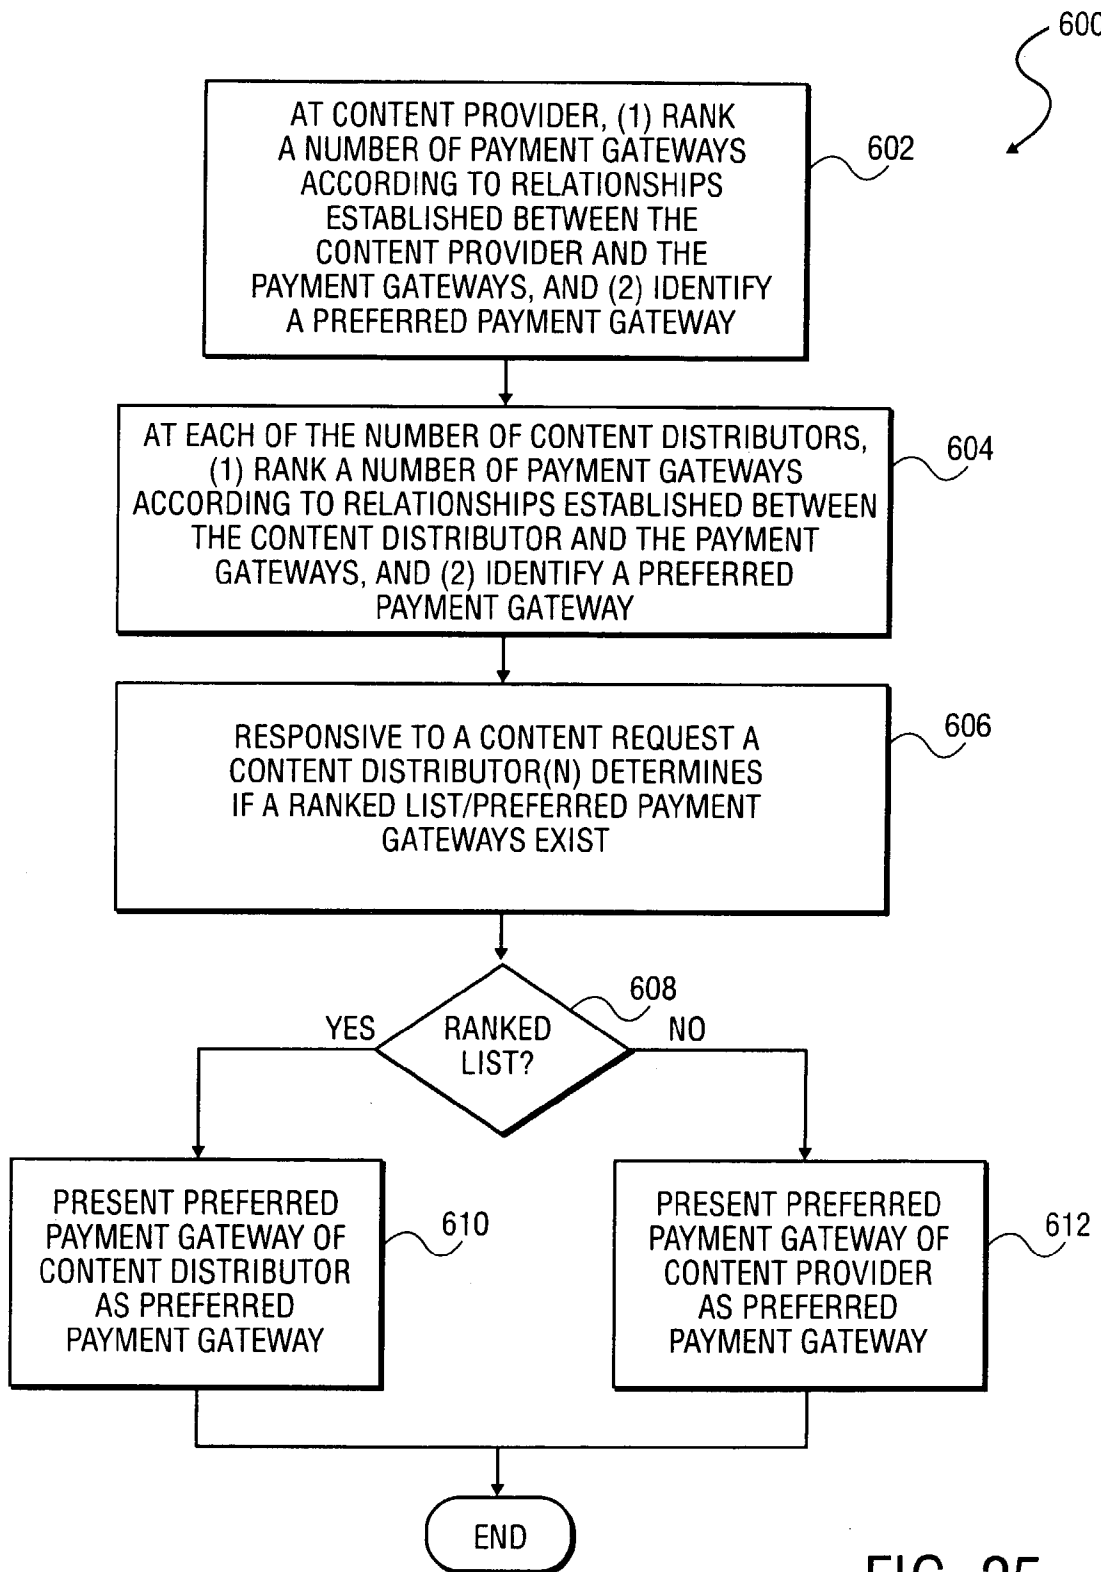 600
AT CONTENT PROVIDER, (1) RANK
A NUMBER OF PAYMENT GATEWAYS
ACCORDING TO RELATIONSHIPS
ESTABLISHED BETWEEN THE
CONTENT PROVIDER AND THE
PAYMENT GATEWAYS, AND (2) IDENTIFY
A PREFERRED PAYMENT GATEWAY
602
AT EACH OF THE NUMBER OF CONTENT DISTRIBUTORS,
(1) RANK A NUMBER OF PAYMENT GATEWAYS
ACCORDING TO RELATIONSHIPS ESTABLISHED BETWEEN
THE CONTENT DISTRIBUTOR AND THE PAYMENT
GATEWAYS, AND (2) IDENTIFY A PREFERRED
PAYMENT GATEWAY
604
RESPONSIVE TO A CONTENT REQUEST A
CONTENT DISTRIBUTOR(N) DETERMINES
IF A RANKED LIST/PREFERRED PAYMENT
GATEWAYS EXIST
606
608
YES
RANKED
LIST?
NO
PRESENT PREFERRED
PAYMENT GATEWAY OF
CONTENT DISTRIBUTOR
AS PREFERRED
PAYMENT GATEWAY
610
PRESENT PREFERRED
PAYMENT GATEWAY OF
CONTENT PROVIDER
AS PREFERRED
PAYMENT GATEWAY
612
END
FIG. 25